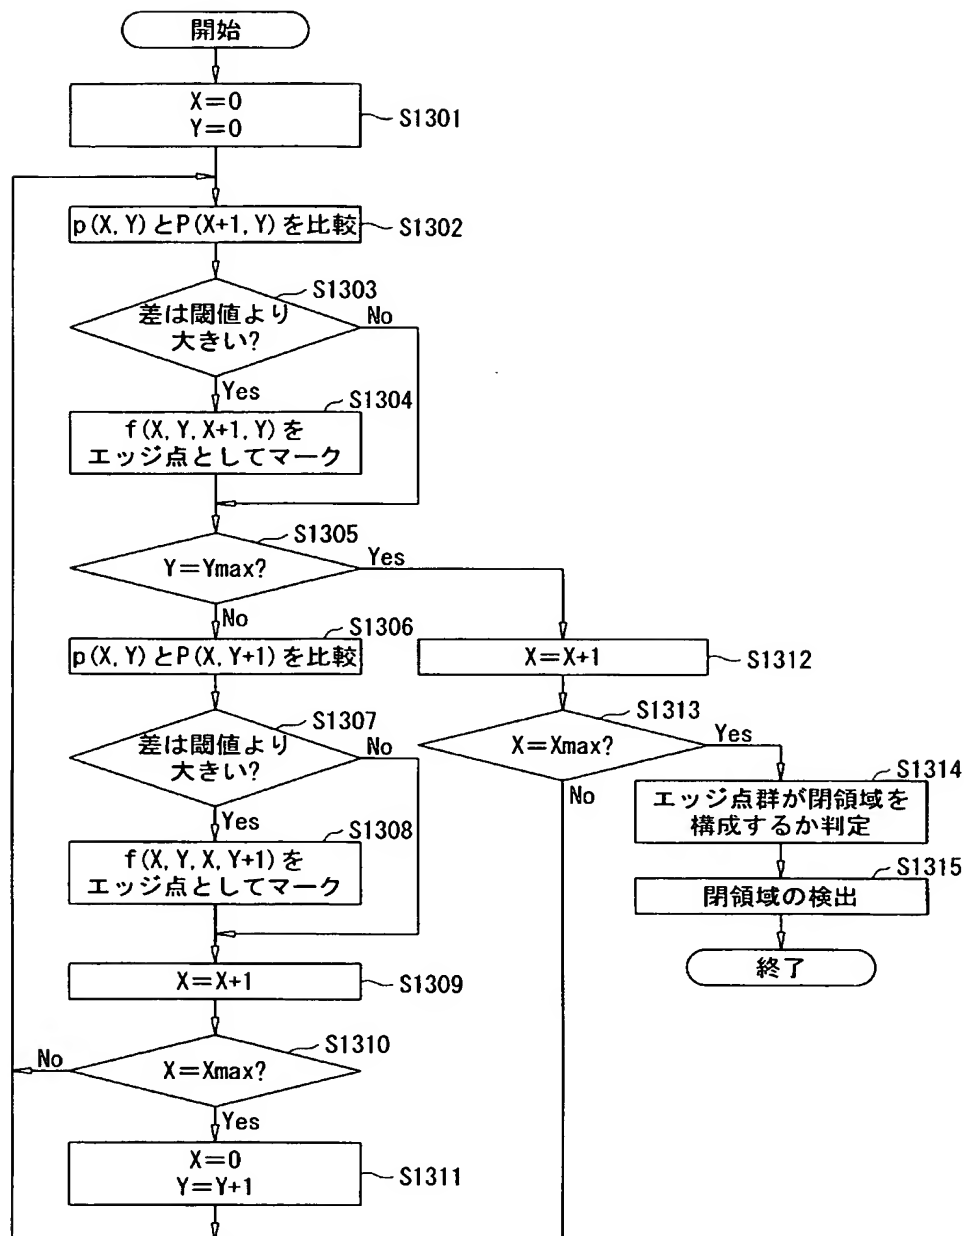 開始
X=0
Y=0
S1301
p(X,Y)とP(X+1,Y)を比較
S1302
差は閾値より
大きい?
S1303
No
Yes
f(X,Y,X+1,Y)を
エッジ点としてマーク
S1304
Y=Ymax?
S1305
Yes
No
p(X,Y)とP(X,Y+1)を比較
S1306
X=X+1
S1312
差は閾値より
大きい?
S1307
No
Yes
X=Xmax?
S1313
Yes
No
エッジ点群が閉領域を
構成するか判定
S1314
f(X,Y,X,Y+1)を
エッジ点としてマーク
S1308
閉領域の検出
S1315
終了
X=X+1
S1309
X=Xmax?
S1310
No
Yes
X=0
Y=Y+1
S1311